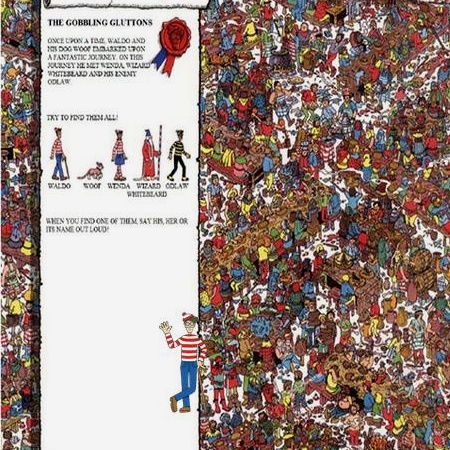 THE GOBBLING GLUTTONS
ONCE UPON A TIME, WALDO AND
HIS DOG WOOF EMBARKED UPON
A FANTASTIC JOURNEY. ON THIS
JOURNEY HE MET WENDA, WIZARD
WHITEBEARD AND HIS ENEMY
ODLAW.
TRY TO FIND THEM ALL!
WALDO WOOF WENDA WIZARD ODLAW
WHITEBEARD
WHEN YOU FIND ONE OF THEM, SAY HIS, HER OR
ITS NAME OUT LOUD!